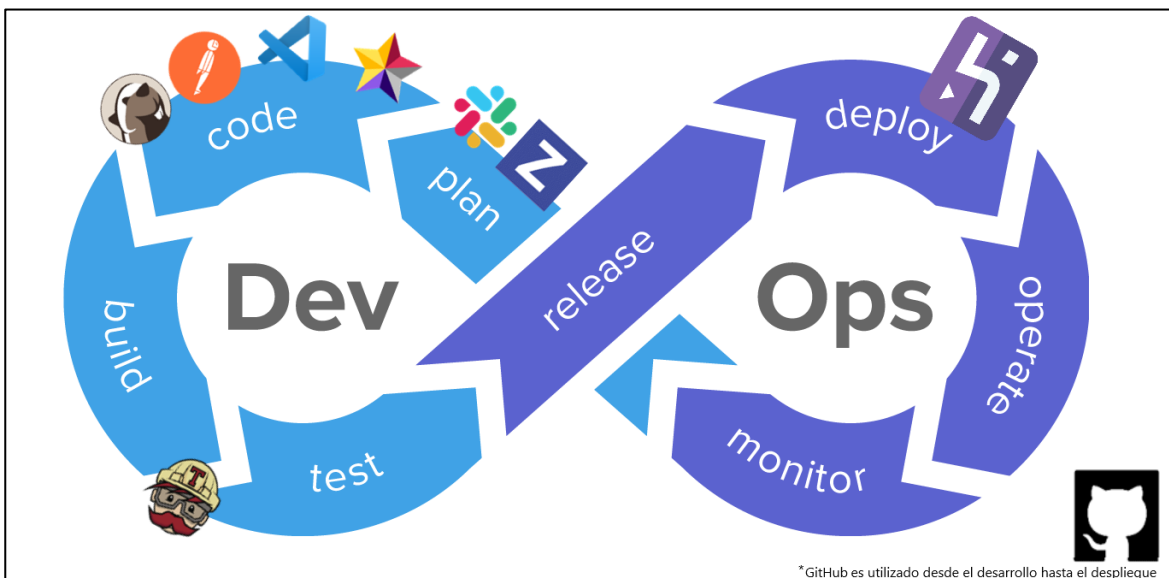 code
plan
build
test
Dev
release
deploy
operate
monitor
Ops
Z
T
*GitHub es utilizado desde el desarrollo hasta el despliegue